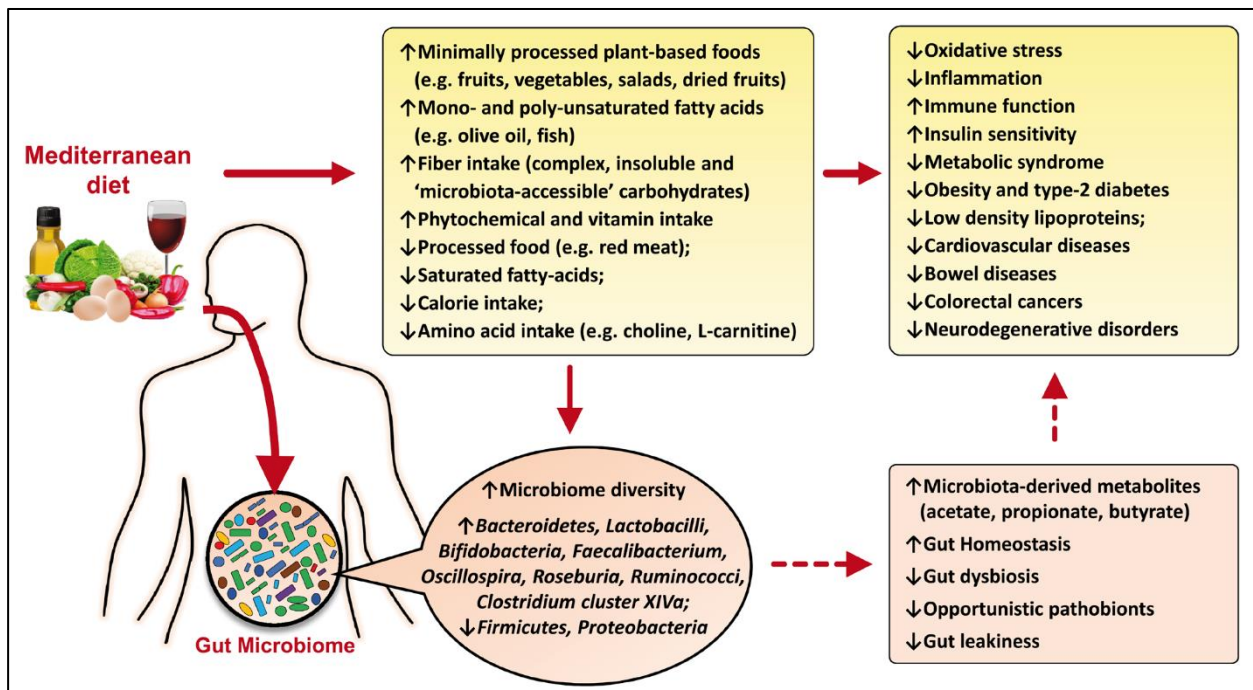 Mediterranean
diet
↑Minimally processed plant-based foods
(e.g. fruits, vegetables, salads, dried fruits)
↑Mono- and poly-unsaturated fatty acids
(e.g. olive oil, fish)
↑Fiber intake (complex, insoluble and
‘microbiota-accessible’ carbohydrates)
↑Phytochemical and vitamin intake
↓Processed food (e.g. red meat);
↓Saturated fatty-acids;
↓Calorie intake;
↓Amino acid intake (e.g. choline, L-carnitine)
↓Oxidative stress
↓Inflammation
↑Immune function
↑Insulin sensitivity
↓Metabolic syndrome
↓Obesity and type-2 diabetes
↓Low density lipoproteins;
↓Cardiovascular diseases
↓Bowel diseases
↓Colorectal cancers
↓Neurodegenerative disorders
Gut Microbiome
↑Microbiome diversity
↑Bacteroidetes, Lactobacilli,
Bifidobacteria, Faecalibacterium,
Oscillospira, Roseburia, Ruminococci,
Clostridium cluster XIVa;
↓Firmicutes, Proteobacteria
↑Microbiota-derived metabolites
(acetate, propionate, butyrate)
↑Gut Homeostasis
↓Gut dysbiosis
↓Opportunistic pathobionts
↓Gut leakiness